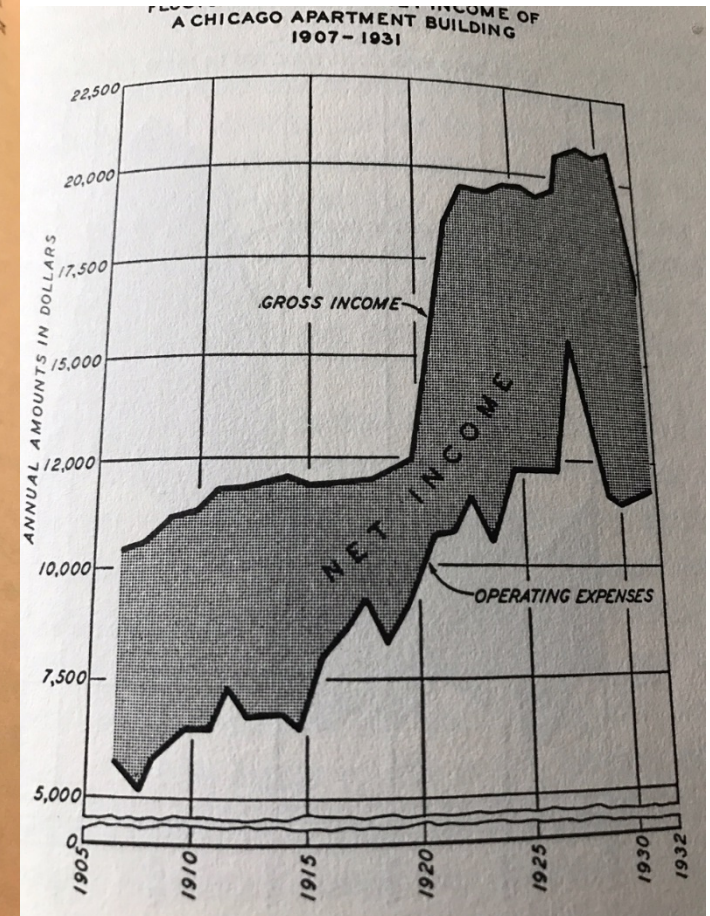 INCOME OF
A CHICAGO APARTMENT BUILDING
1907-1931
ANNUAL AMOUNTS IN DOLLARS
22,500
20,000
17,500
15,000
12,000
10,000
7,500
5,000
0
GROSS INCOME
NET INCOME
OPERATING EXPENSES
1905
1910
1915
1920
1925
1930
1932